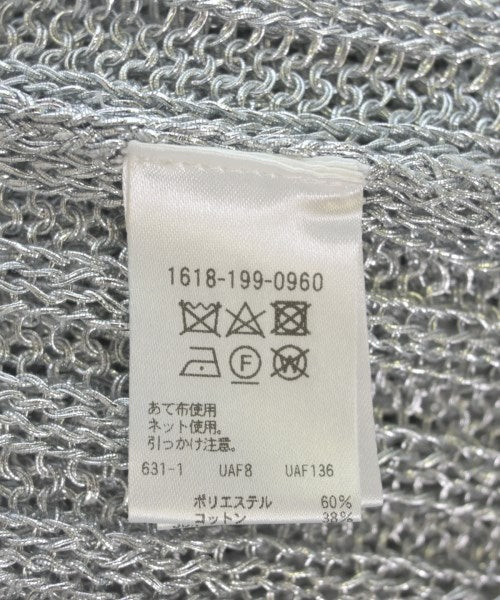 1618-199-0960
F W
あて布使用
ネット使用。
引っかけ注意。
631-1 UAF8 UAF136
ポリエステル 60%
コットン 38%